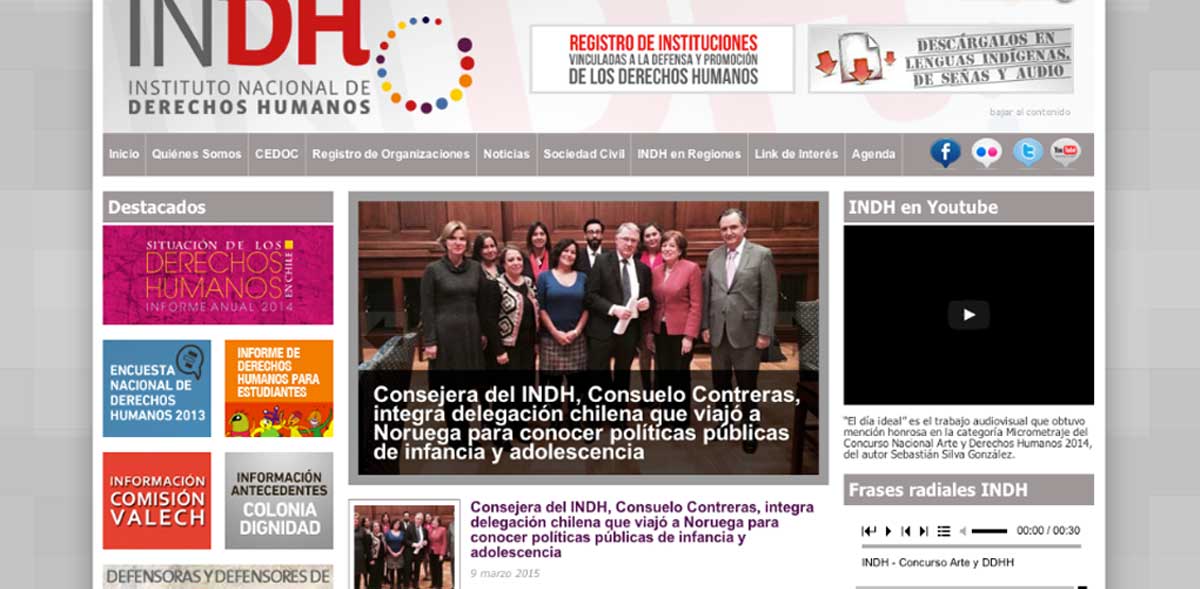 INDH
INSTITUTO NACIONAL DE
DERECHOS HUMANOS
REGISTRO DE INSTITUCIONES
VINCULADAS A LA DEFENSA Y PROMOCIÓN
DE LOS DERECHOS HUMANOS
DESCÁRGALOS EN
LENGUAS INDÍGENAS,
DE SEÑAS Y AUDIO
bajar al contenido
Inicio Quiénes Somos CEDOC Registro de Organizaciones Noticias Sociedad Civil INDH en Regiones Link de Interés Agenda
You Tube
Destacados
SITUACIÓN DE LOS
DERECHOS
HUMANOS
EN CHILE
INFORME ANUAL 2014
ENCUESTA
NACIONAL DE
DERECHOS
HUMANOS 2013
INFORME DE
DERECHOS
HUMANOS PARA
ESTUDIANTES
INFORMACIÓN
COMISIÓN
VALECH
INFORMACIÓN
ANTECEDENTES
COLONIA
DIGNIDAD
DEFENSORAS Y DEFENSORES DE
Consejera del INDH, Consuelo Contreras,
integra delegación chilena que viajó a
Noruega para conocer políticas públicas
de infancia y adolescencia
Consejera del INDH, Consuelo Contreras, integra
delegación chilena que viajó a Noruega para
conocer políticas públicas de infancia y
adolescencia
9 marzo 2015
INDH en Youtube
"El día ideal" es el trabajo audiovisual que obtuvo
mención honrosa en la categoría Micrometraje del
Concurso Nacional Arte y Derechos Humanos 2014,
del autor Sebastián Silva González.
Frases radiales INDH
00:00 / 00:30
INDH - Concurso Arte y DDHH